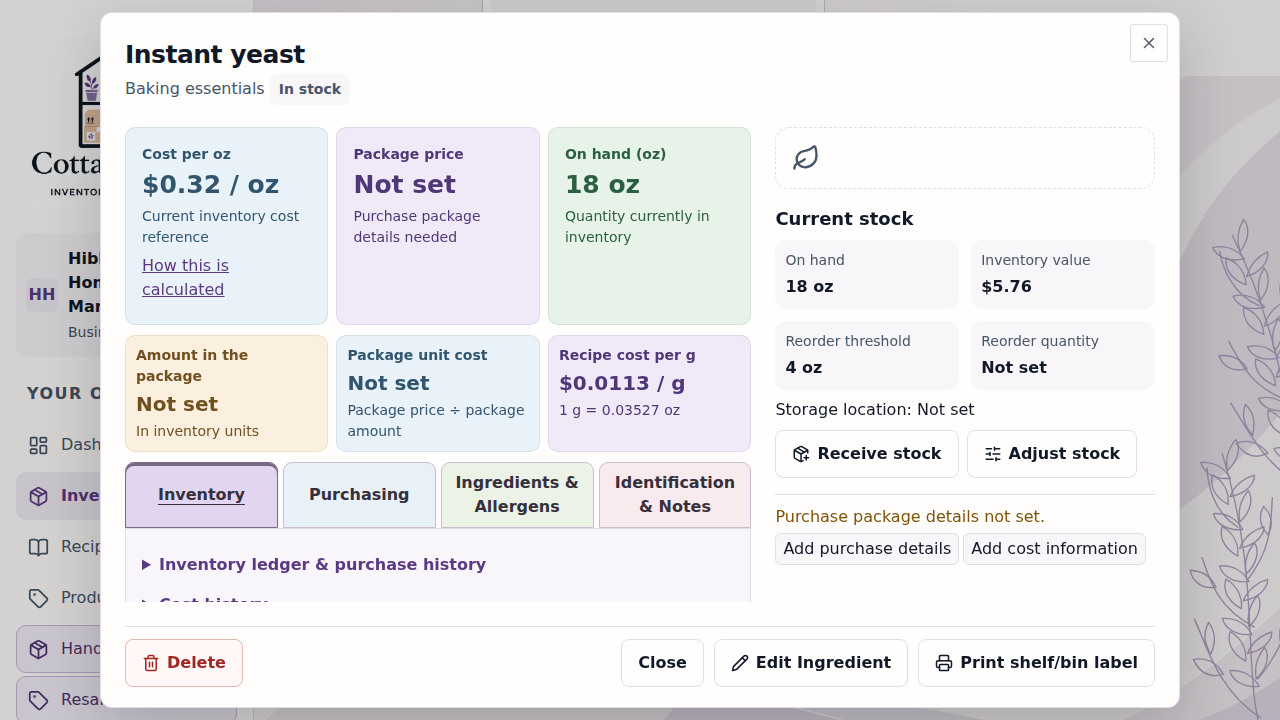 Instant yeast
Baking essentials In stock
Cost per oz
$0.32 / oz
Current inventory cost
reference
How this is
calculated
Package price
Not set
Purchase package
details needed
On hand (oz)
18 oz
Quantity currently in
inventory
Amount in the
package
Not set
In inventory units
Package unit cost
Not set
Package price ÷ package
amount
Recipe cost per g
$0.0113 / g
1 g = 0.03527 oz
Inventory
Purchasing
Ingredients &
Allergens
Identification
& Notes
Inventory ledger & purchase history
Cost history
Current stock
On hand
18 oz
Inventory value
$5.76
Reorder threshold
4 oz
Reorder quantity
Not set
Storage location: Not set
Receive stock
Adjust stock
Purchase package details not set.
Add purchase details
Add cost information
Delete
Close
Edit Ingredient
Print shelf/bin label
HH
YOUR